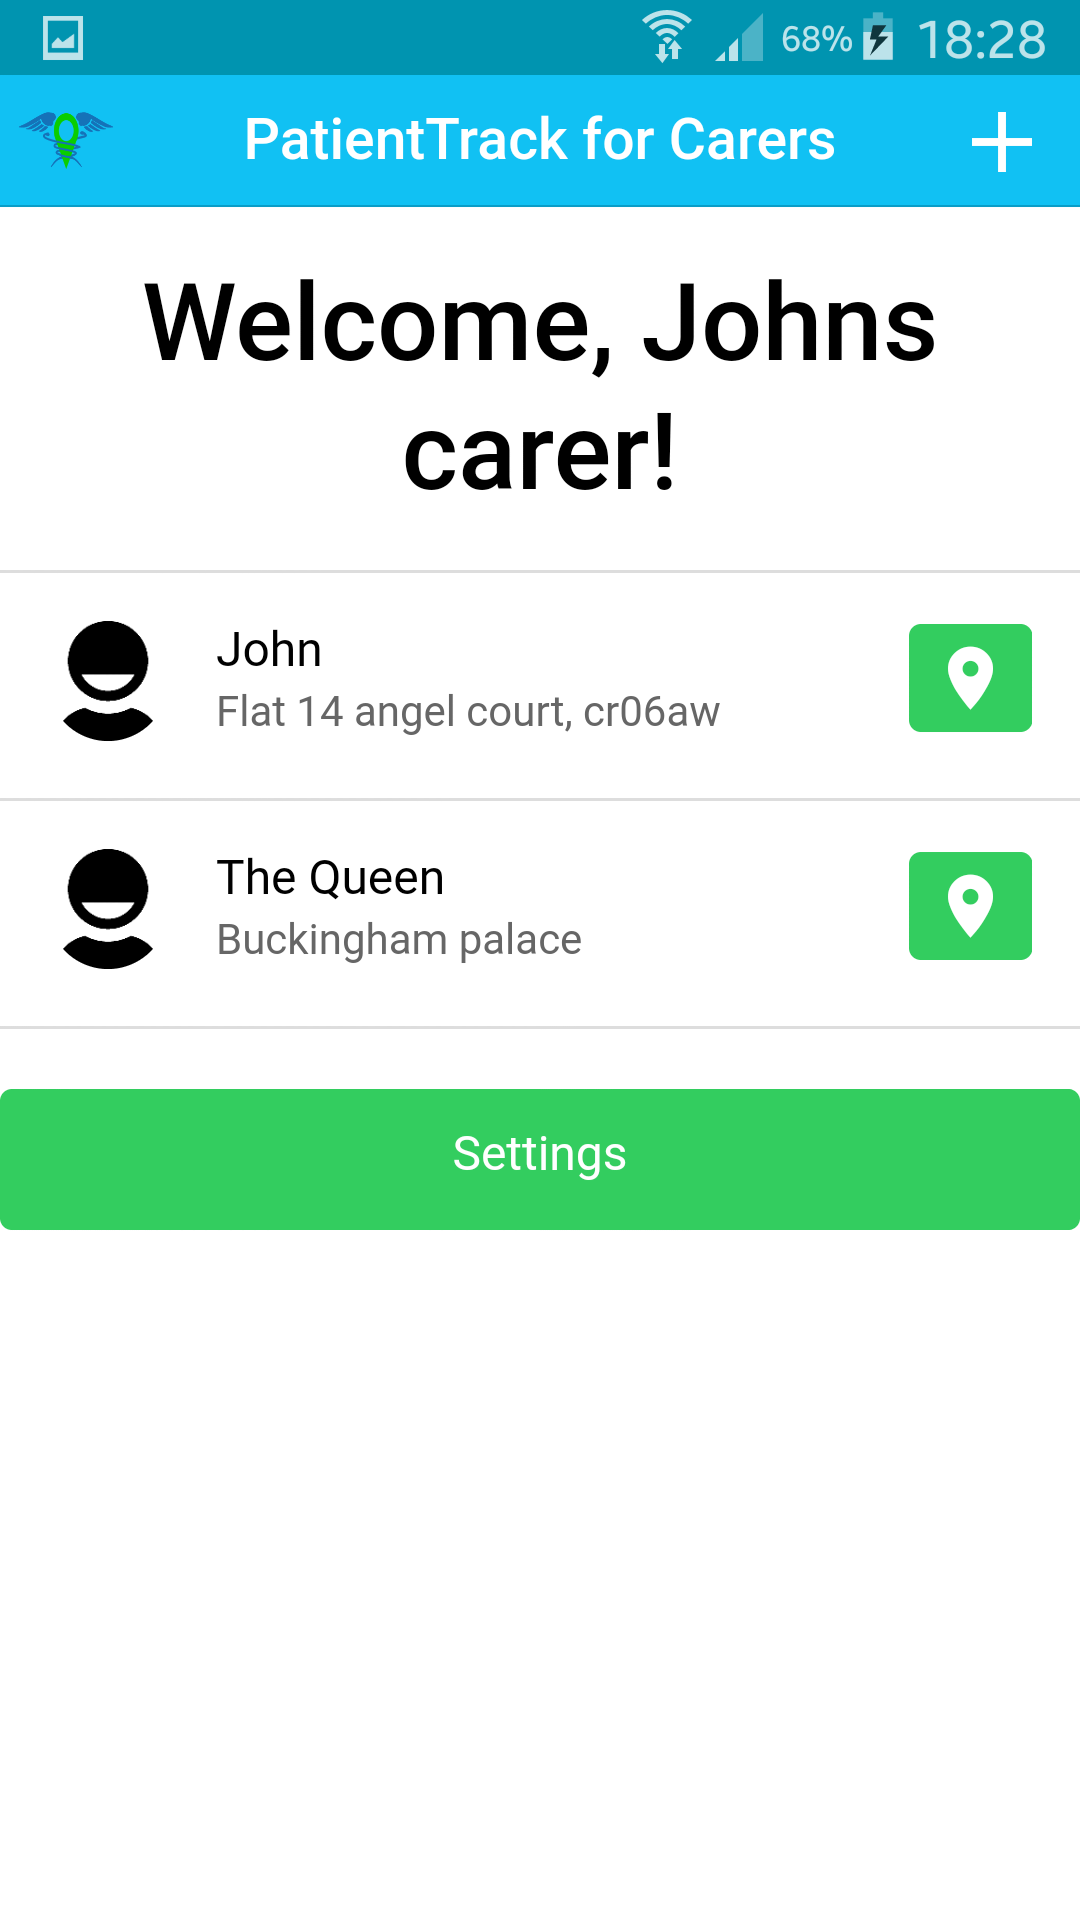 68% 18:28
PatientTrack for Carers
Welcome, Johns
carer!
John
Flat 14 angel court, cr06aw
The Queen
Buckingham palace
Settings